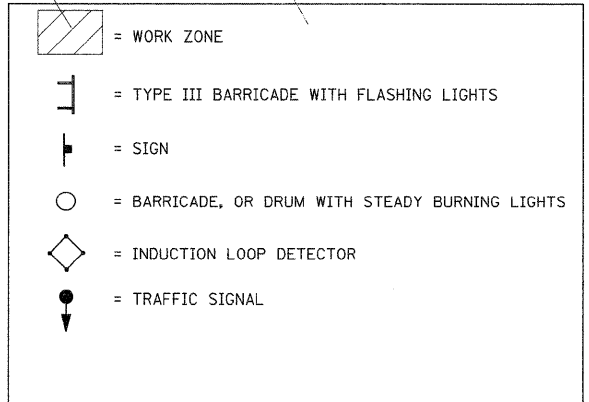 = WORK ZONE
= TYPE III BARRICADE WITH FLASHING LIGHTS
= SIGN
= BARRICADE, OR DRUM WITH STEADY BURNING LIGHTS
= INDUCTION LOOP DETECTOR
= TRAFFIC SIGNAL